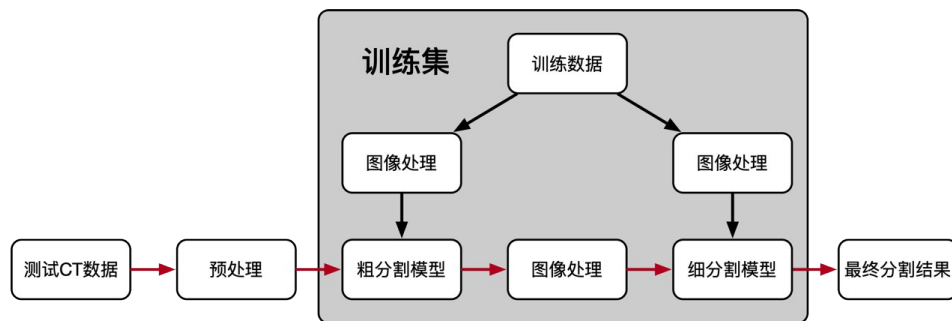 训练集
训练数据
图像处理
图像处理
测试CT数据
预处理
粗分割模型
图像处理
细分割模型
最终分割结果